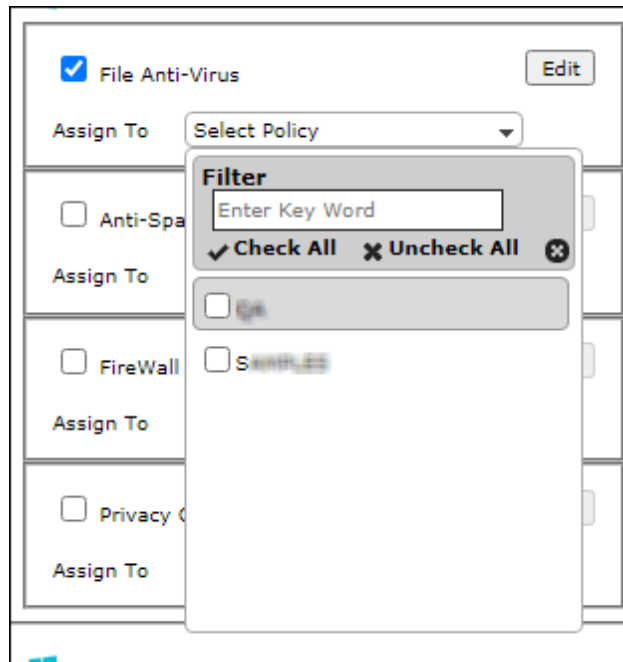 File Anti-Virus
Edit
Assign To
Select Policy
Filter
Enter Key Word
Check All
Uncheck All
Anti-Spa
Assign To
FireWall
Assign To
Privacy
Assign To